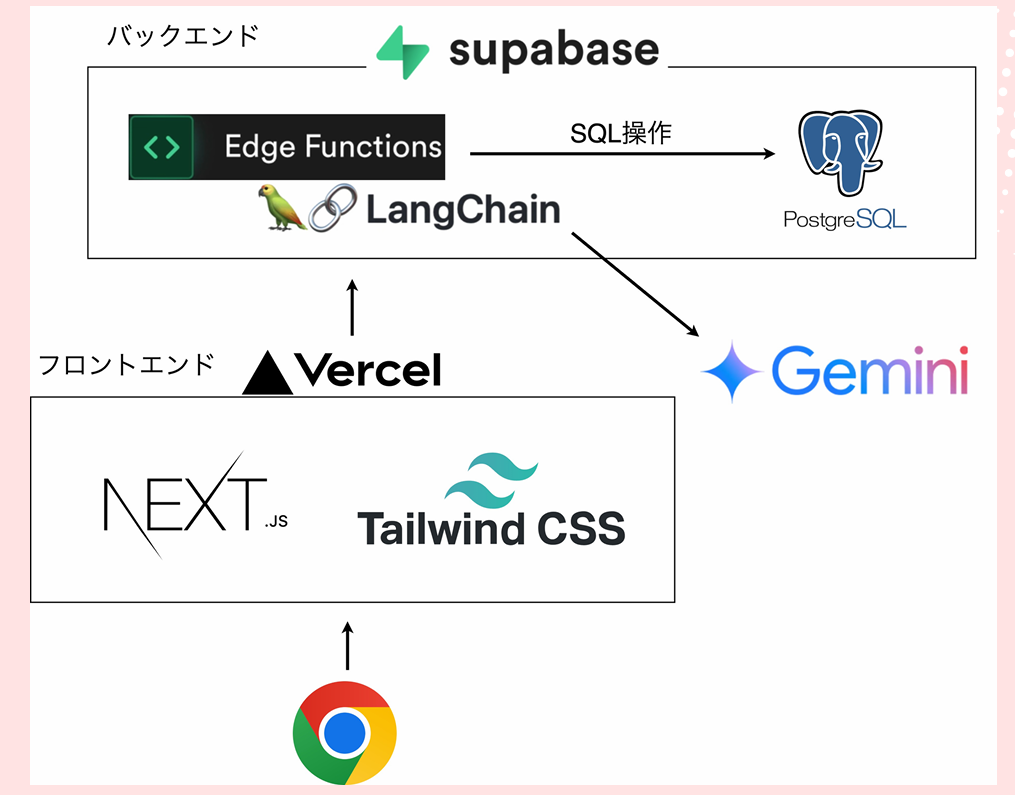 バックエンド
supabase
Edge Functions
SQL操作
LangChain
PostgreSQL
フロントエンド
Vercel
Gemini
NEXT.JS
Tailwind CSS